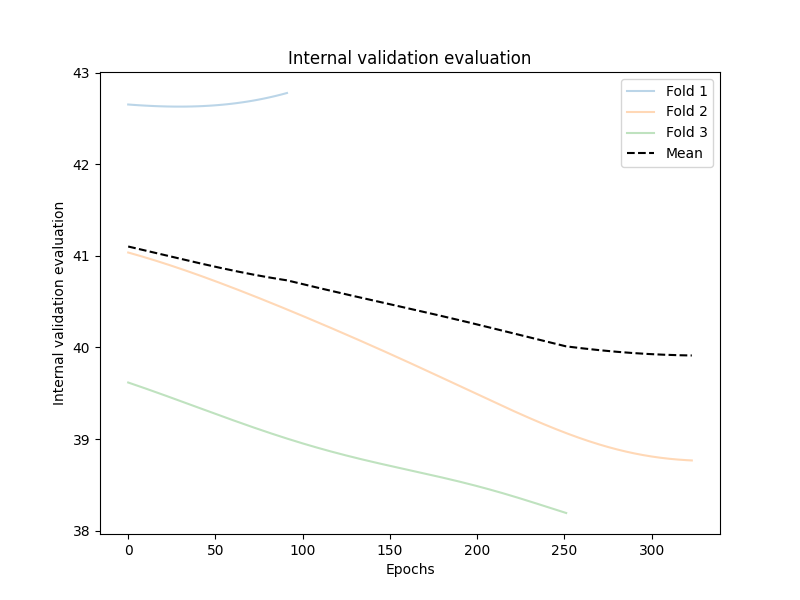 Internal validation evaluation
43
42
41
40
39
38
Internal validation evaluation
0 50 100 150 200 250 300
Epochs
Fold 1
Fold 2
Fold 3
Mean